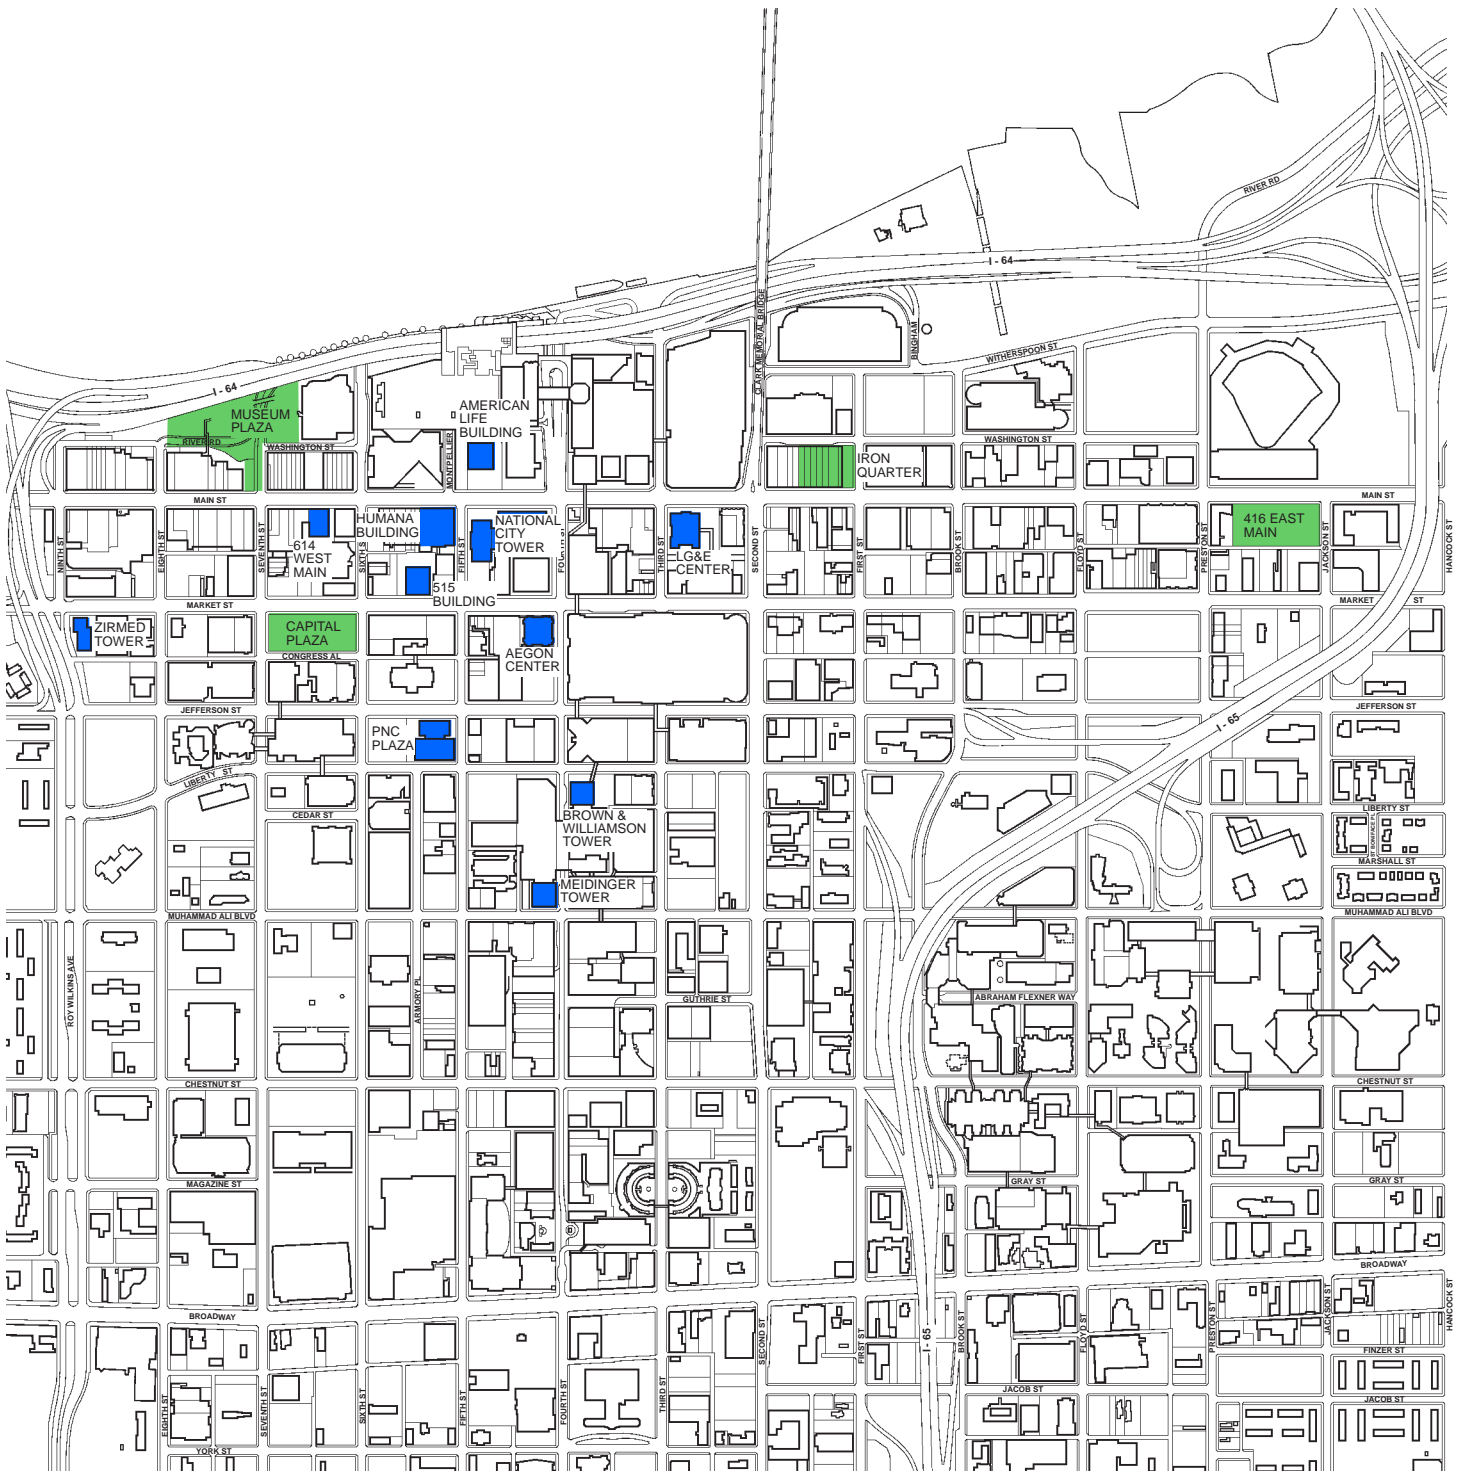 RIVER RD
I - 64
CLARK MEMORIAL BRIDGE
BINGHAM
WITHERSPOON ST
I - 64
MUSEUM
PLAZA
RIVER RD
WASHINGTON ST
MONTPELLIER
AMERICAN
LIFE
BUILDING
WASHINGTON ST
IRON
QUARTER
MAIN ST
MAIN ST
NINTH ST
EIGHTH ST
SEVENTH ST
614
WEST
MAIN
SIXTH S
HUMANA
BUILDING
FIFTH ST
NATIONAL
CITY
TOWER
FOU
THIRD ST
LG&E
CENTER
SECOND ST
FIRST ST
BROOK ST
FLOYD ST
PRESTON ST
416 EAST
MAIN
JACKSON ST
HANCOCK ST
515
BUILDING
MARKET ST
MARKET
ST
ZIRMED
TOWER
CAPITAL
PLAZA
CONGRESS AL
AEGON
CENTER
JEFFERSON ST
JEFFERSON ST
I - 65
PNC
PLAZA
LIBERTY ST
CEDAR ST
BROWN &
WILLIAMSON
TOWER
LIBERTY ST
MARSHALL ST
MEIDINGER
TOWER
MUHAMMAD ALI BLVD
MUHAMMAD ALI BLVD
ROY WILKINS AVE
ARMORY PL
GUTHRIE ST
ABRAHAM FLEXNER WAY
CHESTNUT ST
CHESTNUT ST
MAGAZINE ST
GRAY ST
GRAY ST
BROADWAY
BROADWAY
SECOND ST
FIRST ST
I - 65
BROOK ST
FLOYD ST
PRESTON ST
JACKSON ST
HANCOCK ST
FINZER ST
EIGHTH ST
SEVENTH ST
SIXTH ST
FIFTH ST
FOURTH ST
THIRD ST
JACOB ST
JACOB ST
YORK ST